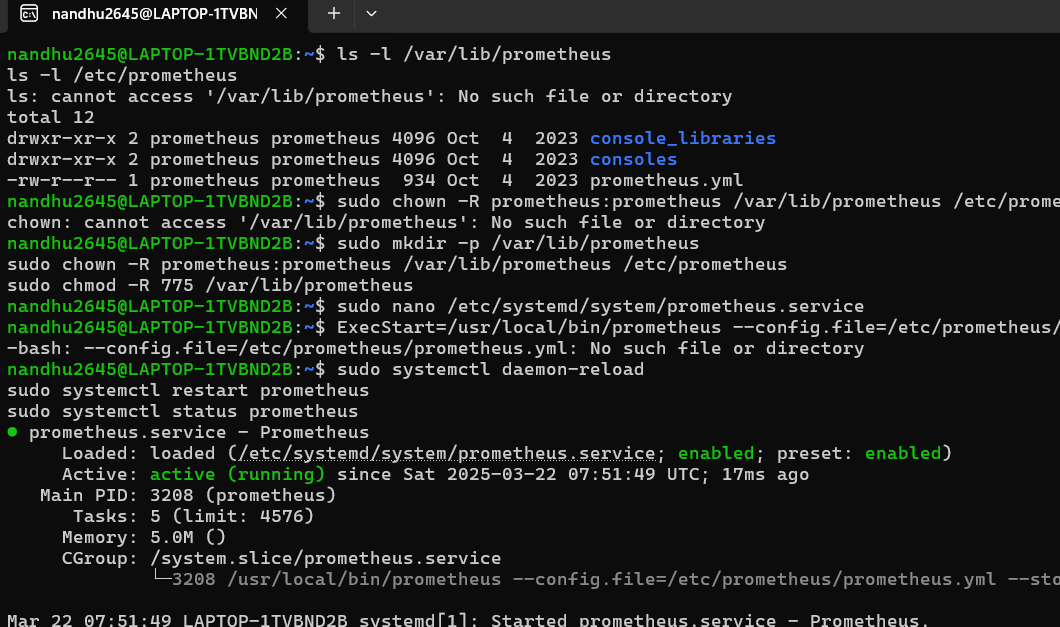 nandhu2645@LAPTOP-1TVBN
nandhu2645@LAPTOP-1TVBND2B:~$ ls -l /var/lib/prometheus
ls -l /etc/prometheus
ls: cannot access '/var/lib/prometheus': No such file or directory
total 12
drwxr-xr-x 2 prometheus prometheus 4096 Oct  4  2023 console_libraries
drwxr-xr-x 2 prometheus prometheus 4096 Oct  4  2023 consoles
-rw-r--r-- 1 prometheus prometheus  934 Oct  4  2023 prometheus.yml
nandhu2645@LAPTOP-1TVBND2B:~$ sudo chown -R prometheus:prometheus /var/lib/prometheus /etc/prome
chown: cannot access '/var/lib/prometheus': No such file or directory
nandhu2645@LAPTOP-1TVBND2B:~$ sudo mkdir -p /var/lib/prometheus
sudo chown -R prometheus:prometheus /var/lib/prometheus /etc/prometheus
sudo chmod -R 775 /var/lib/prometheus
nandhu2645@LAPTOP-1TVBND2B:~$ sudo nano /etc/systemd/system/prometheus.service
nandhu2645@LAPTOP-1TVBND2B:~$ ExecStart=/usr/local/bin/prometheus --config.file=/etc/prometheus/
-bash: --config.file=/etc/prometheus/prometheus.yml: No such file or directory
nandhu2645@LAPTOP-1TVBND2B:~$ sudo systemctl daemon-reload
sudo systemctl restart prometheus
sudo systemctl status prometheus
● prometheus.service - Prometheus
     Loaded: loaded (/etc/systemd/system/prometheus.service; enabled; preset: enabled)
     Active: active (running) since Sat 2025-03-22 07:51:49 UTC; 17ms ago
   Main PID: 3208 (prometheus)
      Tasks: 5 (limit: 4576)
     Memory: 5.0M ()
     CGroup: /system.slice/prometheus.service
             └─3208 /usr/local/bin/prometheus --config.file=/etc/prometheus/prometheus.yml --sto
Mar 22 07:51:49 LAPTOP-1TVBND2B systemd[1]: Started prometheus.service - Prometheus.